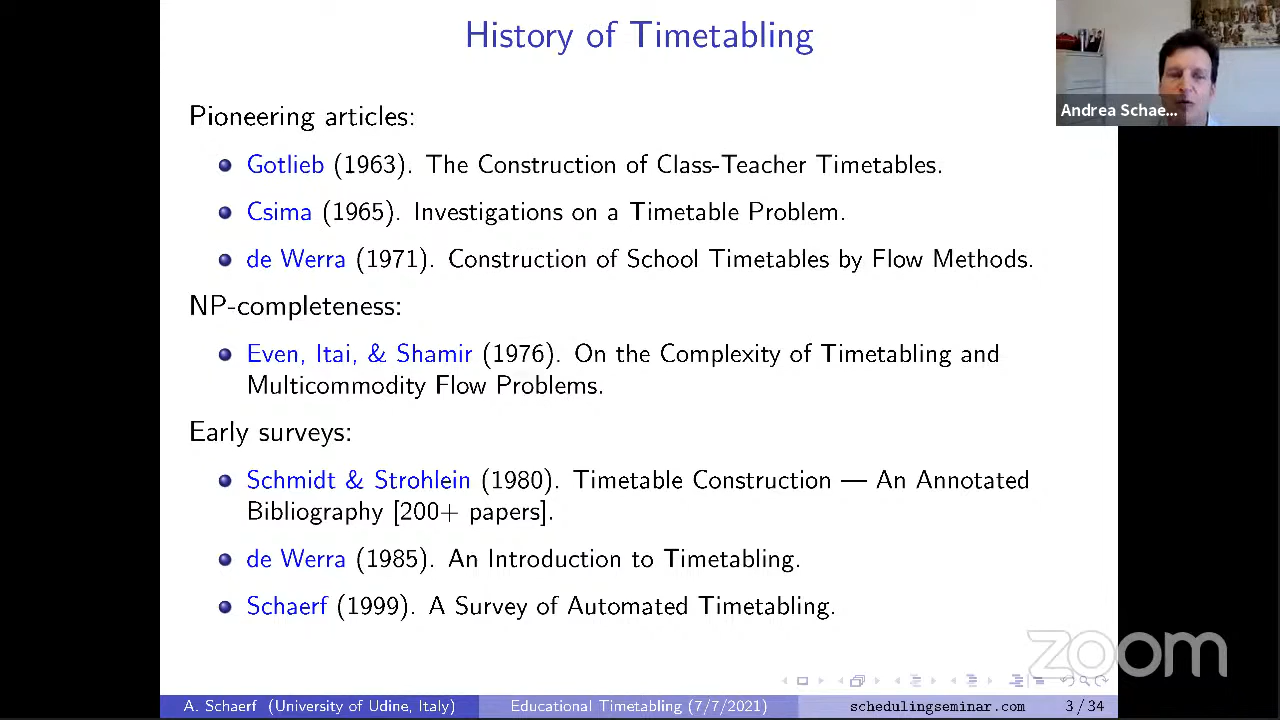 History of Timetabling
Andrea Schae...
Pioneering articles:
Gotlieb (1963). The Construction of Class-Teacher Timetables.
Csima (1965). Investigations on a Timetable Problem.
de Werra (1971). Construction of School Timetables by Flow Methods.
NP-completeness:
Even, Itai, & Shamir (1976). On the Complexity of Timetabling and
Multicommodity Flow Problems.
Early surveys:
Schmidt & Strohlein (1980). Timetable Construction — An Annotated
Bibliography [200+ papers].
de Werra (1985). An Introduction to Timetabling.
Schaerf (1999). A Survey of Automated Timetabling.
zoom
A. Schaerf (University of Udine, Italy) Educational Timetabling (7/7/2021) schedulingseminar.com 3 / 34